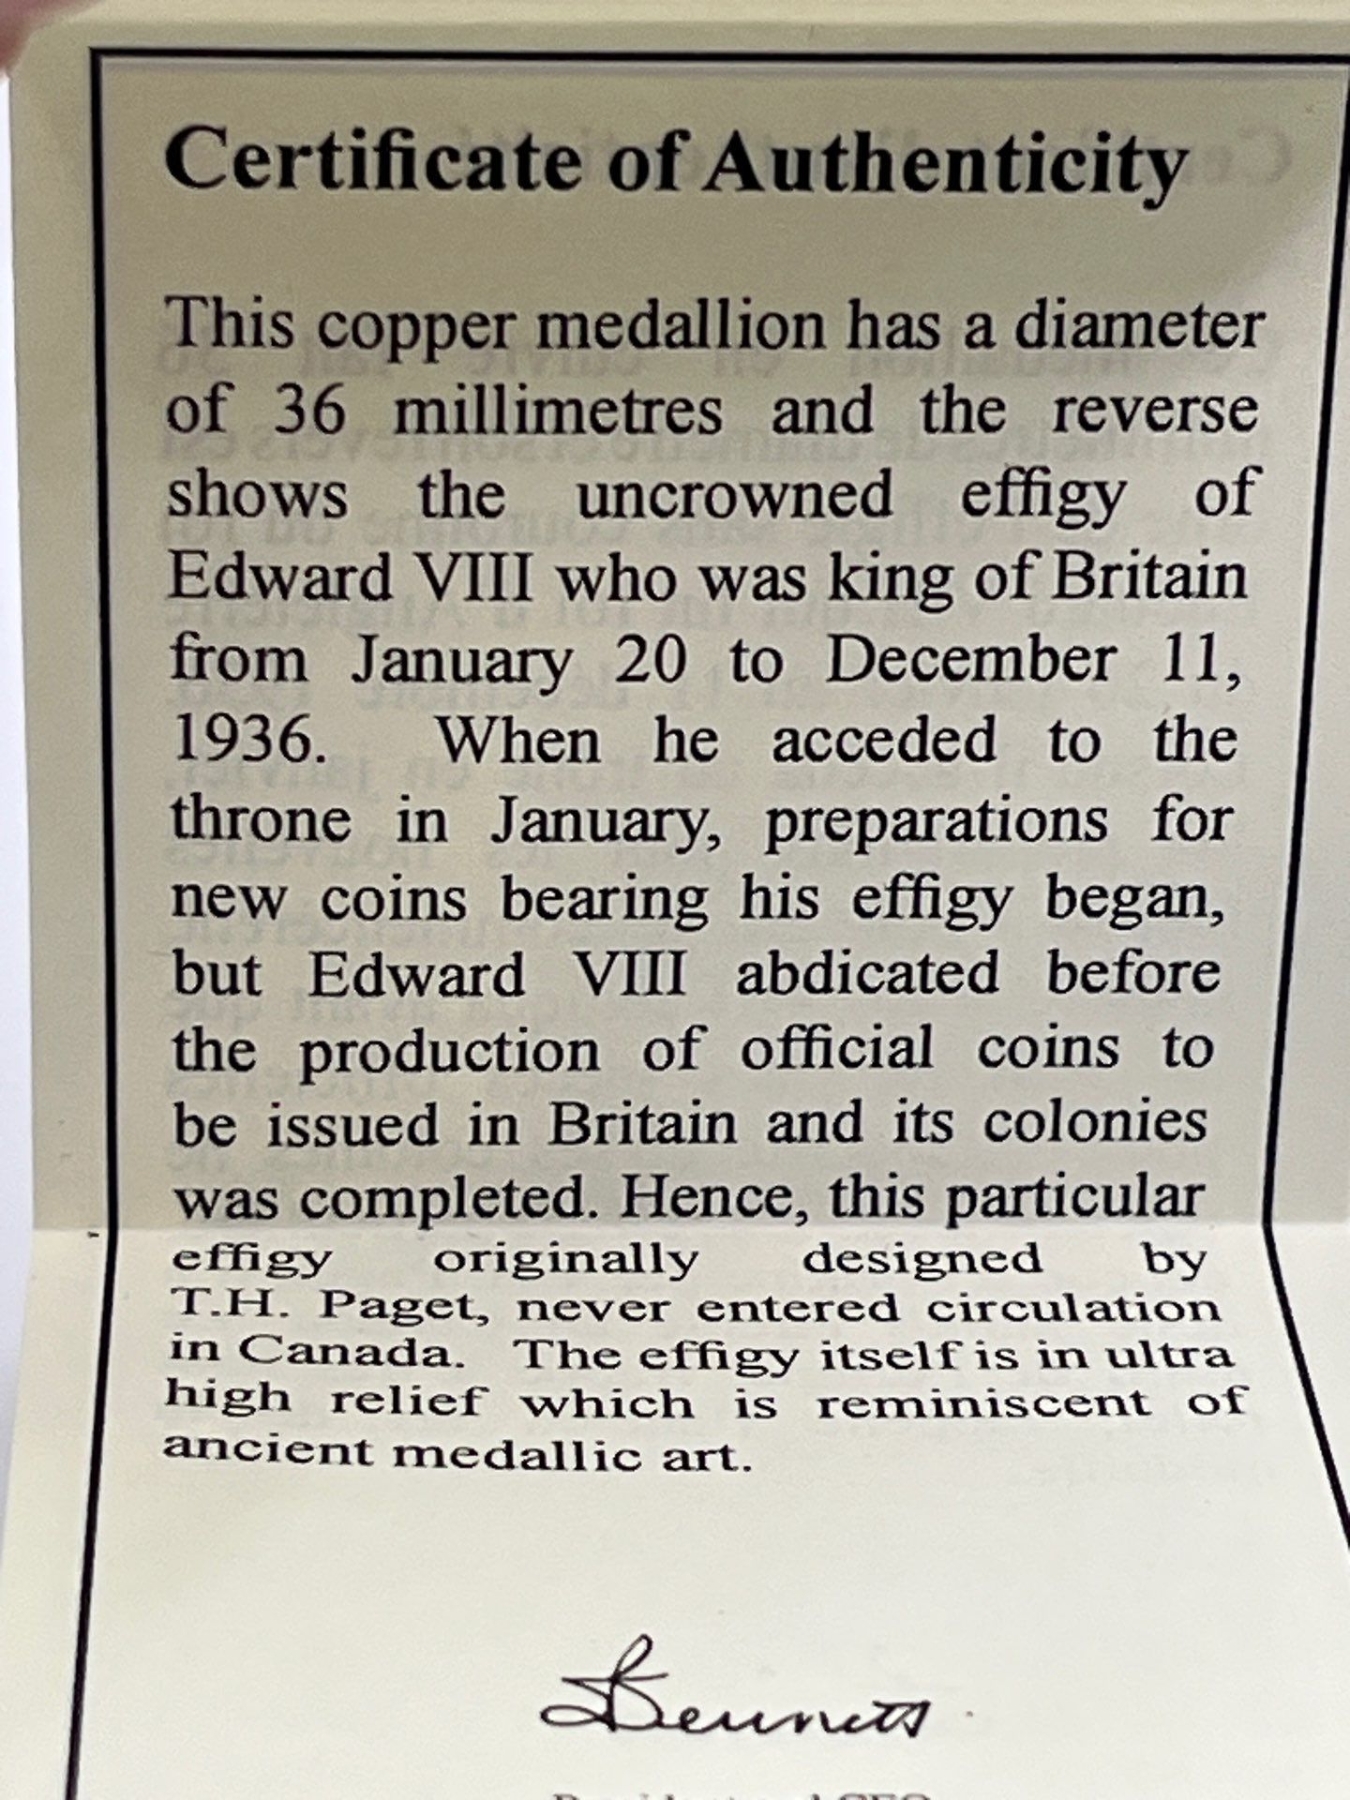 Certificate of Authenticity
This copper medallion has a diameter
of 36 millimetres and the reverse
shows the uncrowned effigy of
Edward VIII who was king of Britain
from January 20 to December 11,
1936. When he acceded to the
throne in January, preparations for
new coins bearing his effigy began,
but Edward VIII abdicated before
the production of official coins to
be issued in Britain and its colonies
was completed. Hence, this particular
effigy originally designed by
T.H. Paget, never entered circulation
in Canada. The effigy itself is in ultra
high relief which is reminiscent of
ancient medallic art.